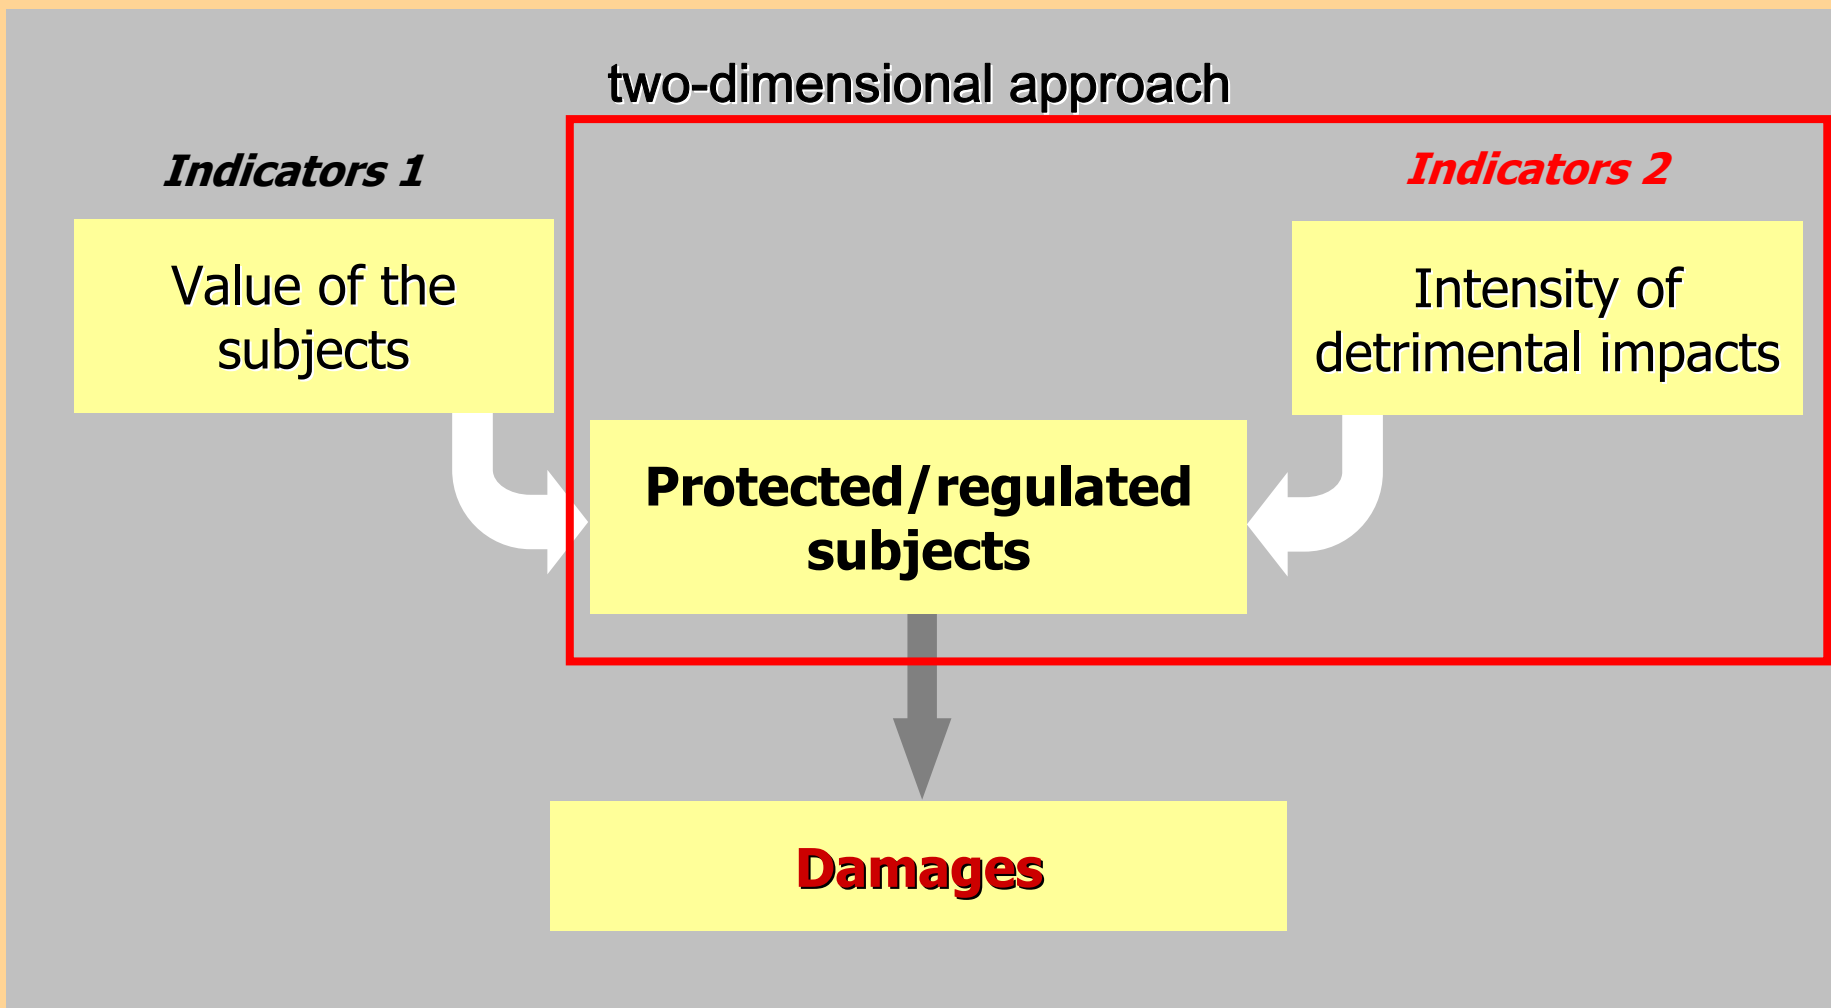 two-dimensional approach
Indicators 1
Indicators 2
Value of the
subjects
Intensity of
detrimental impacts
Protected/regulated
subjects
Damages